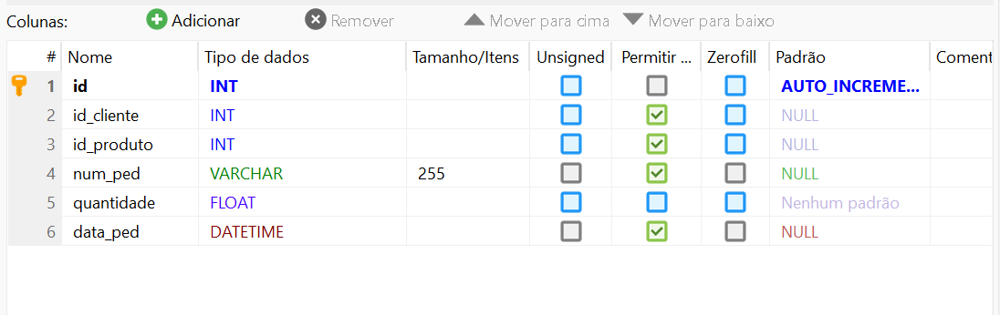 Colunas: Adicionar Remover Mover para cima Mover para baixo
# Nome Tipo de dados Tamanho/Itens Unsigned Permitir ... Zerofill Padrão Coment
1 id INT AUTO_INCREME...
2 id_cliente INT NULL
3 id_produto INT NULL
4 num_ped VARCHAR 255 NULL
5 quantidade FLOAT Nenhum padrão
6 data_ped DATETIME NULL